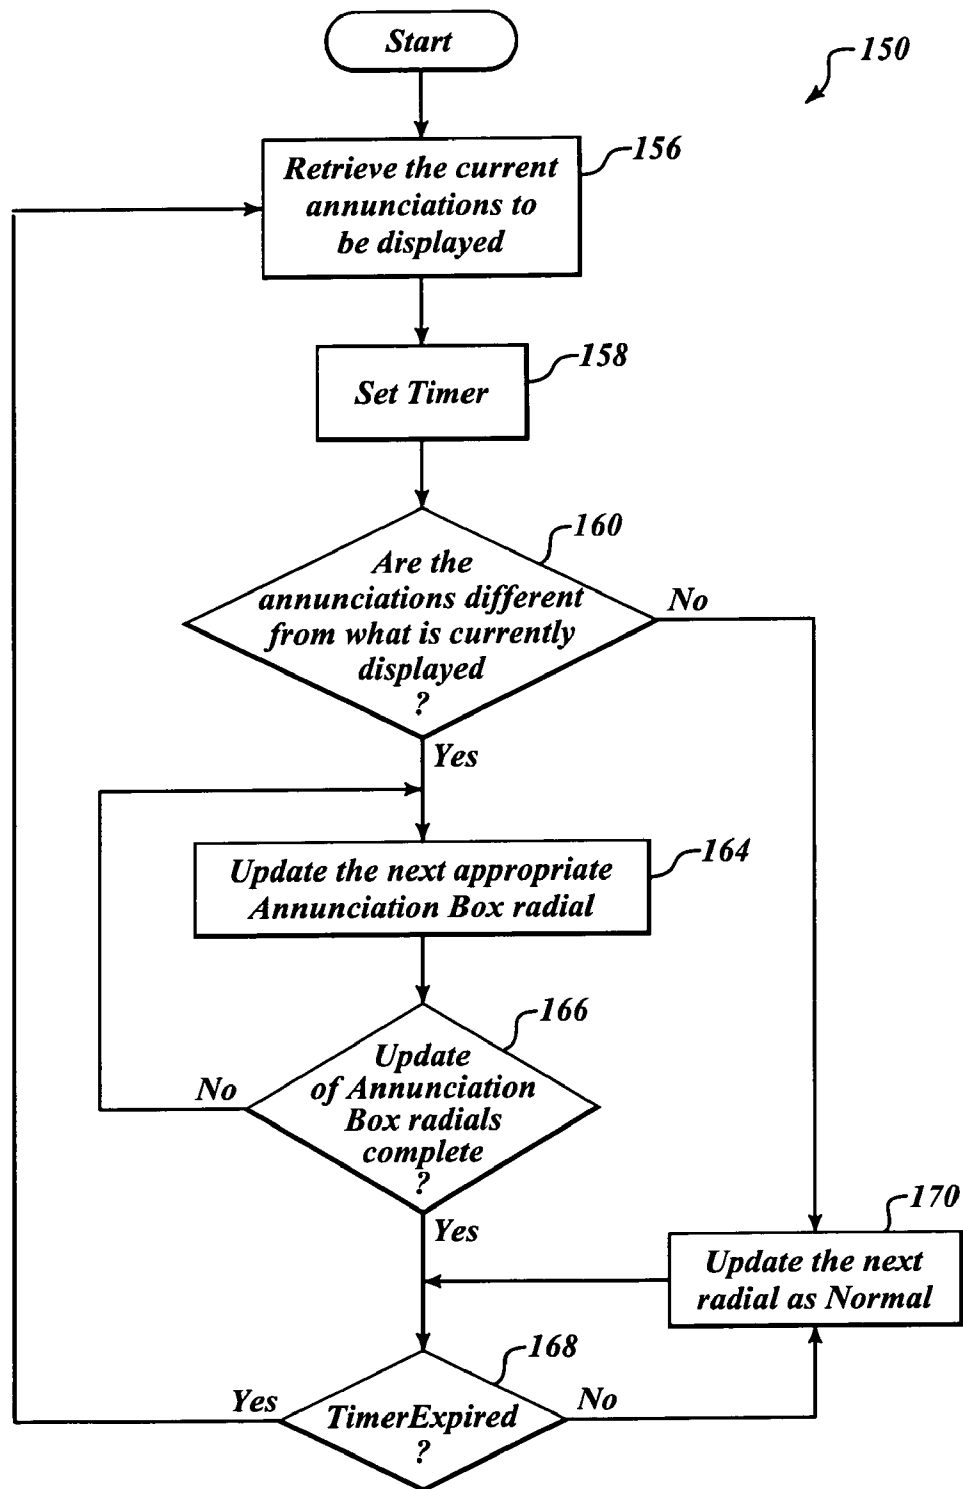 Start
150
156
Retrieve the current
annunciations to
be displayed
158
Set Timer
160
Are the
annunciations different
from what is currently
displayed
?
No
Yes
164
Update the next appropriate
Annunciation Box radial
166
Update
of Annunciation
Box radials
complete
?
No
Yes
170
Update the next
radial as Normal
168
TimerExpired
?
Yes
No